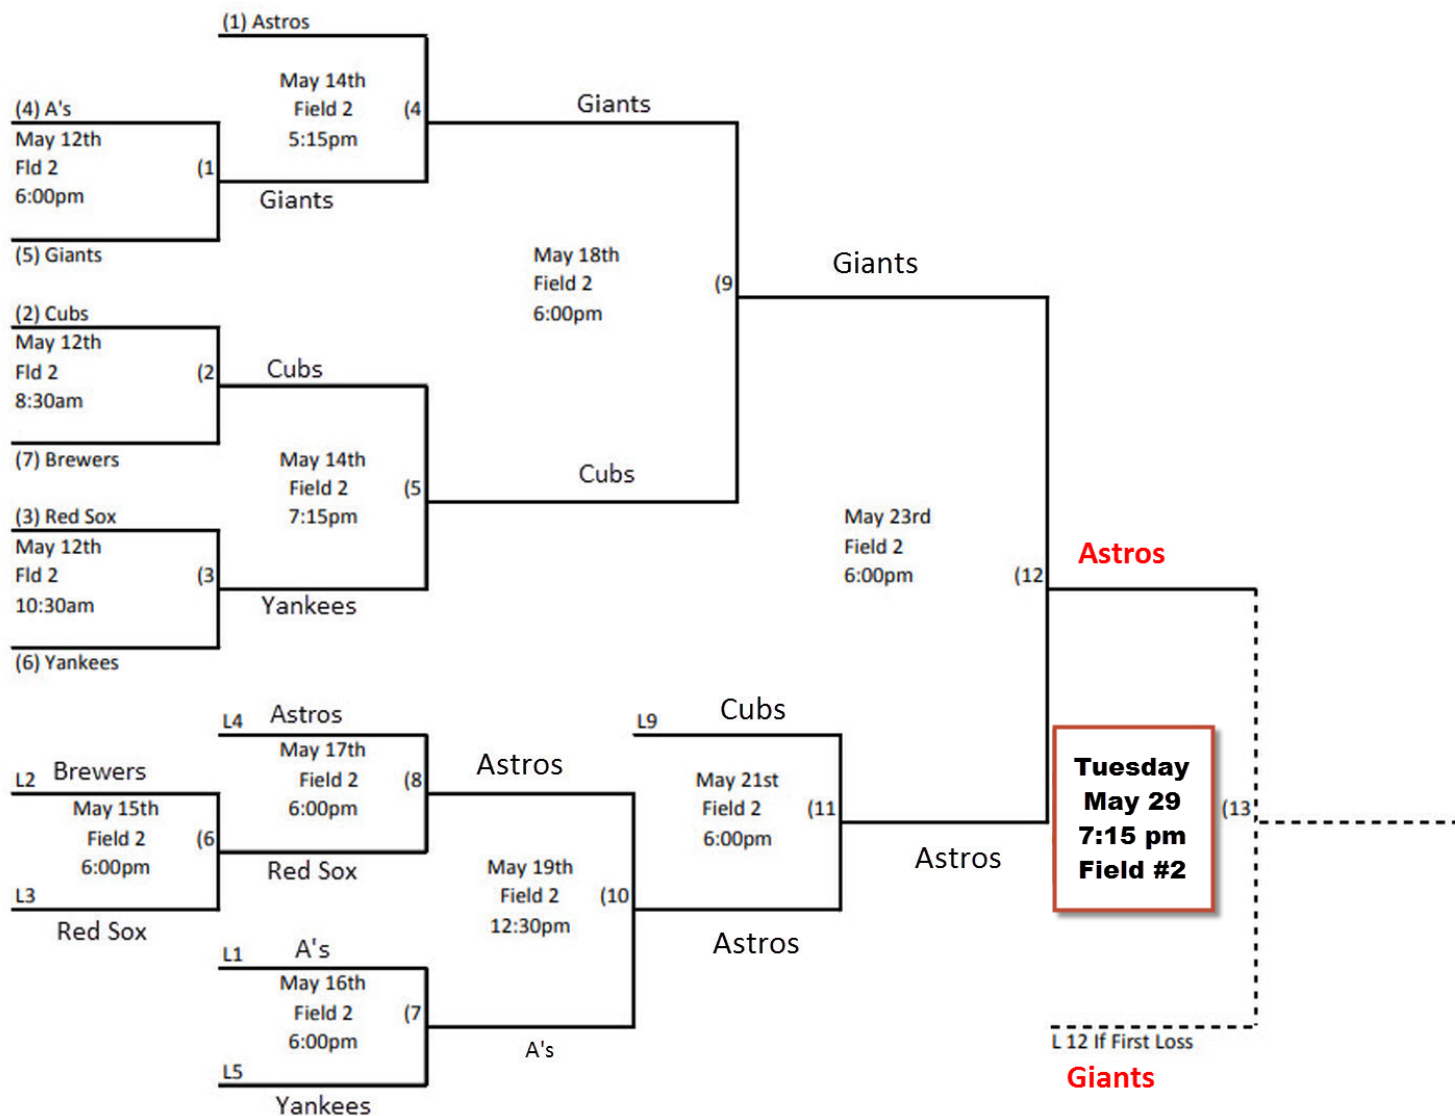 (1) Astros
May 14th
Field 2
5:15pm
(4
Giants
(4) A's
May 12th
Fld 2
6:00pm
(1
Giants
(5) Giants
May 18th
Field 2
6:00pm
(9
Giants
(2) Cubs
May 12th
Fld 2
8:30am
(2
Cubs
(7) Brewers
May 14th
Field 2
7:15pm
(5
Cubs
(3) Red Sox
May 12th
Fld 2
10:30am
(3
Yankees
(6) Yankees
May 23rd
Field 2
6:00pm
(12
Astros
L4
Astros
May 17th
Field 2
6:00pm
(8
Astros
L2
Brewers
May 15th
Field 2
6:00pm
(6
Red Sox
L3
Red Sox
L9
Cubs
May 21st
Field 2
6:00pm
(11
Astros
May 19th
Field 2
12:30pm
(10
Astros
L1
A's
May 16th
Field 2
6:00pm
(7
A's
L5
Yankees
Tuesday
May 29
7:15 pm
Field #2
(13
L 12 If First Loss
Giants